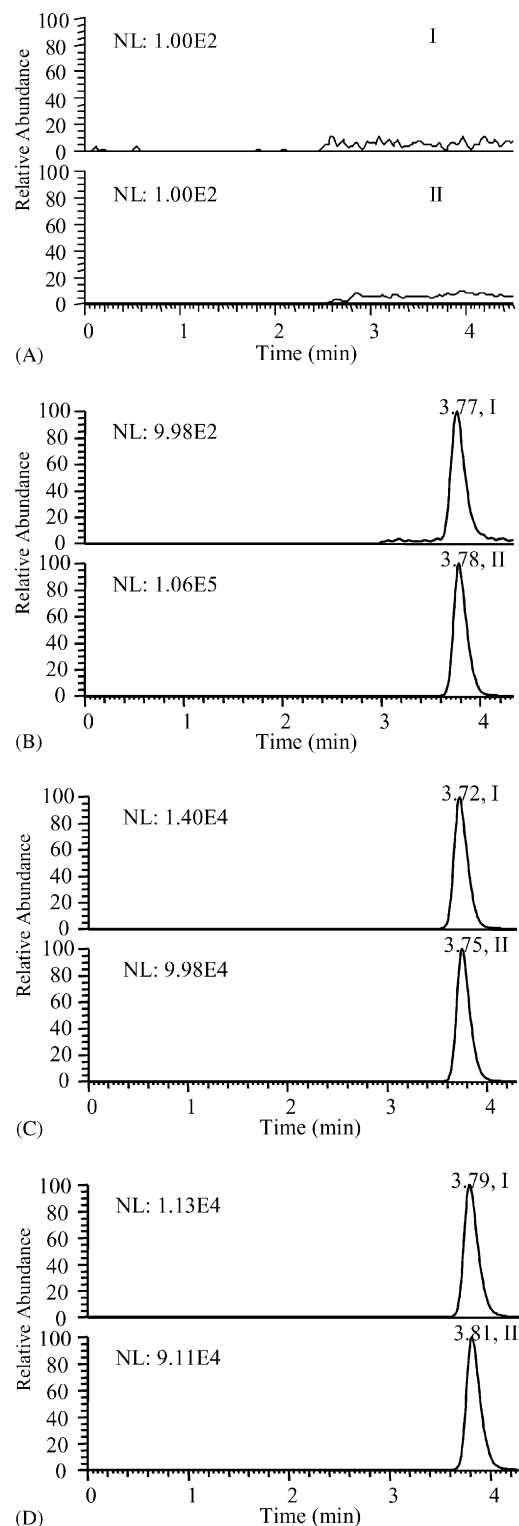 Relative Abundance
100
80
60
40
20
0
NL: 1.00E2
I
100
80
60
40
20
0
NL: 1.00E2
II
0 1 2 3 4
Time (min)
(A)
Relative Abundance
100
80
60
40
20
0
NL: 9.98E2
3.77, I
100
80
60
40
20
0
NL: 1.06E5
3.78, II
0 1 2 3 4
Time (min)
(B)
Relative Abundance
100
80
60
40
20
0
NL: 1.40E4
3.72, I
100
80
60
40
20
0
NL: 9.98E4
3.75, II
0 1 2 3 4
Time (min)
(C)
Relative Abundance
100
80
60
40
20
0
NL: 1.13E4
3.79, I
100
80
60
40
20
0
NL: 9.11E4
3.81, II
0 1 2 3 4
Time (min)
(D)